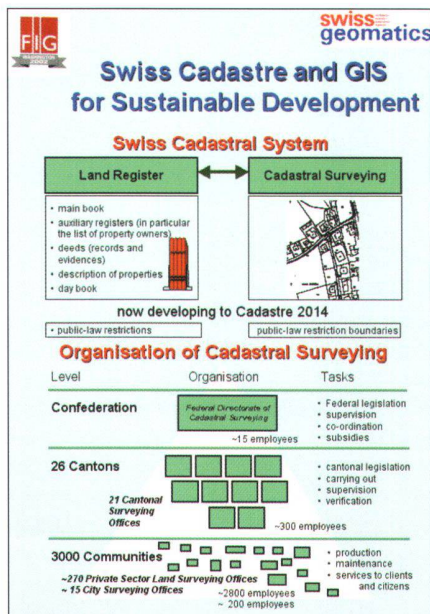 FIG
WASHINGTON
2002
swiss
geomatics
Swiss Cadastre and GIS
for Sustainable Development
Swiss Cadastral System
Land Register
Cadastral Surveying
• main book
• auxiliary registers (in particular
the list of property owners)
• deeds (records and
evidences)
• description of properties
• day book
now developing to Cadastre 2014
• public-law restrictions
public-law restriction boundaries
Organisation of Cadastral Surveying
Level Organisation Tasks
Confederation
Federal Directorate of
Cadastral Surveying
~15 employees
• Federal legislation
• supervision
• co-ordination
• subsidies
26 Cantons
21 Cantonal
Surveying
Offices
~300 employees
• cantonal legislation
• carrying out
• supervision
• verification
3000 Communities
~270 Private Sector Land Surveying Offices
~ 15 City Surveying Offices
~2800 employees
~ 200 employees
• production
• maintenance
• services to clients
and citizens